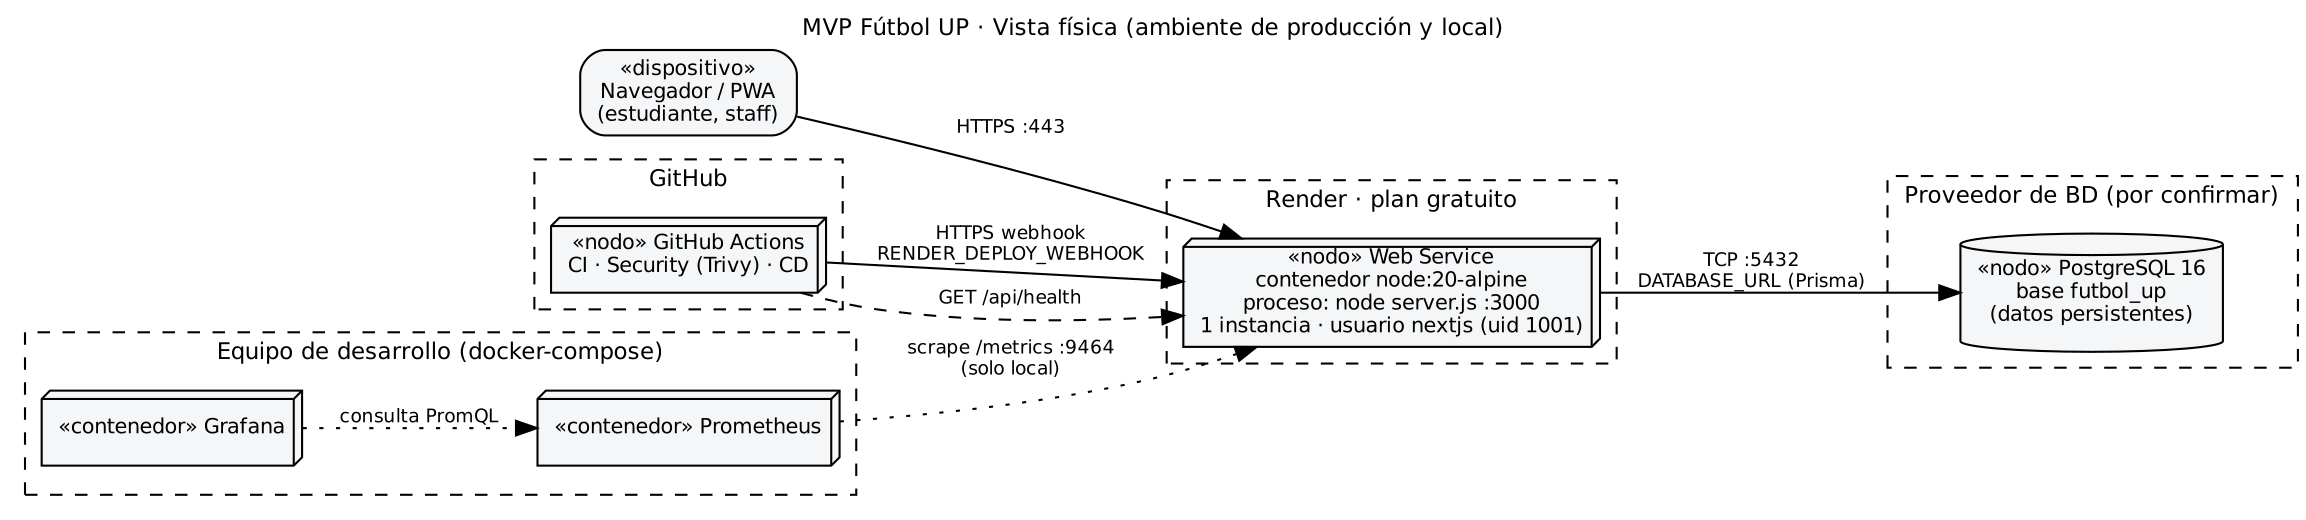 MVP Fútbol UP · Vista física (ambiente de producción y local)
«dispositivo»
Navegador / PWA
(estudiante, staff)
HTTPS :443
GitHub
«nodo» GitHub Actions
CI · Security (Trivy) · CD
HTTPS webhook
RENDER_DEPLOY_WEBHOOK
GET /api/health
Render · plan gratuito
«nodo» Web Service
contenedor node:20-alpine
proceso: node server.js :3000
1 instancia · usuario nextjs (uid 1001)
TCP :5432
DATABASE_URL (Prisma)
Proveedor de BD (por confirmar)
«nodo» PostgreSQL 16
base futbol_up
(datos persistentes)
Equipo de desarrollo (docker-compose)
«contenedor» Grafana
consulta PromQL
«contenedor» Prometheus
scrape /metrics :9464
(solo local)